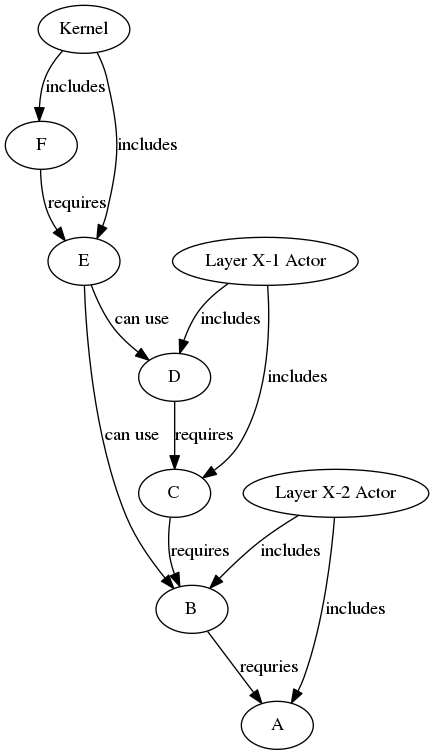 Kernel
includes
F
includes
requires
E
Layer X-1 Actor
can use
includes
D
includes
can use
requires
C
Layer X-2 Actor
requires
includes
B
includes
requries
A